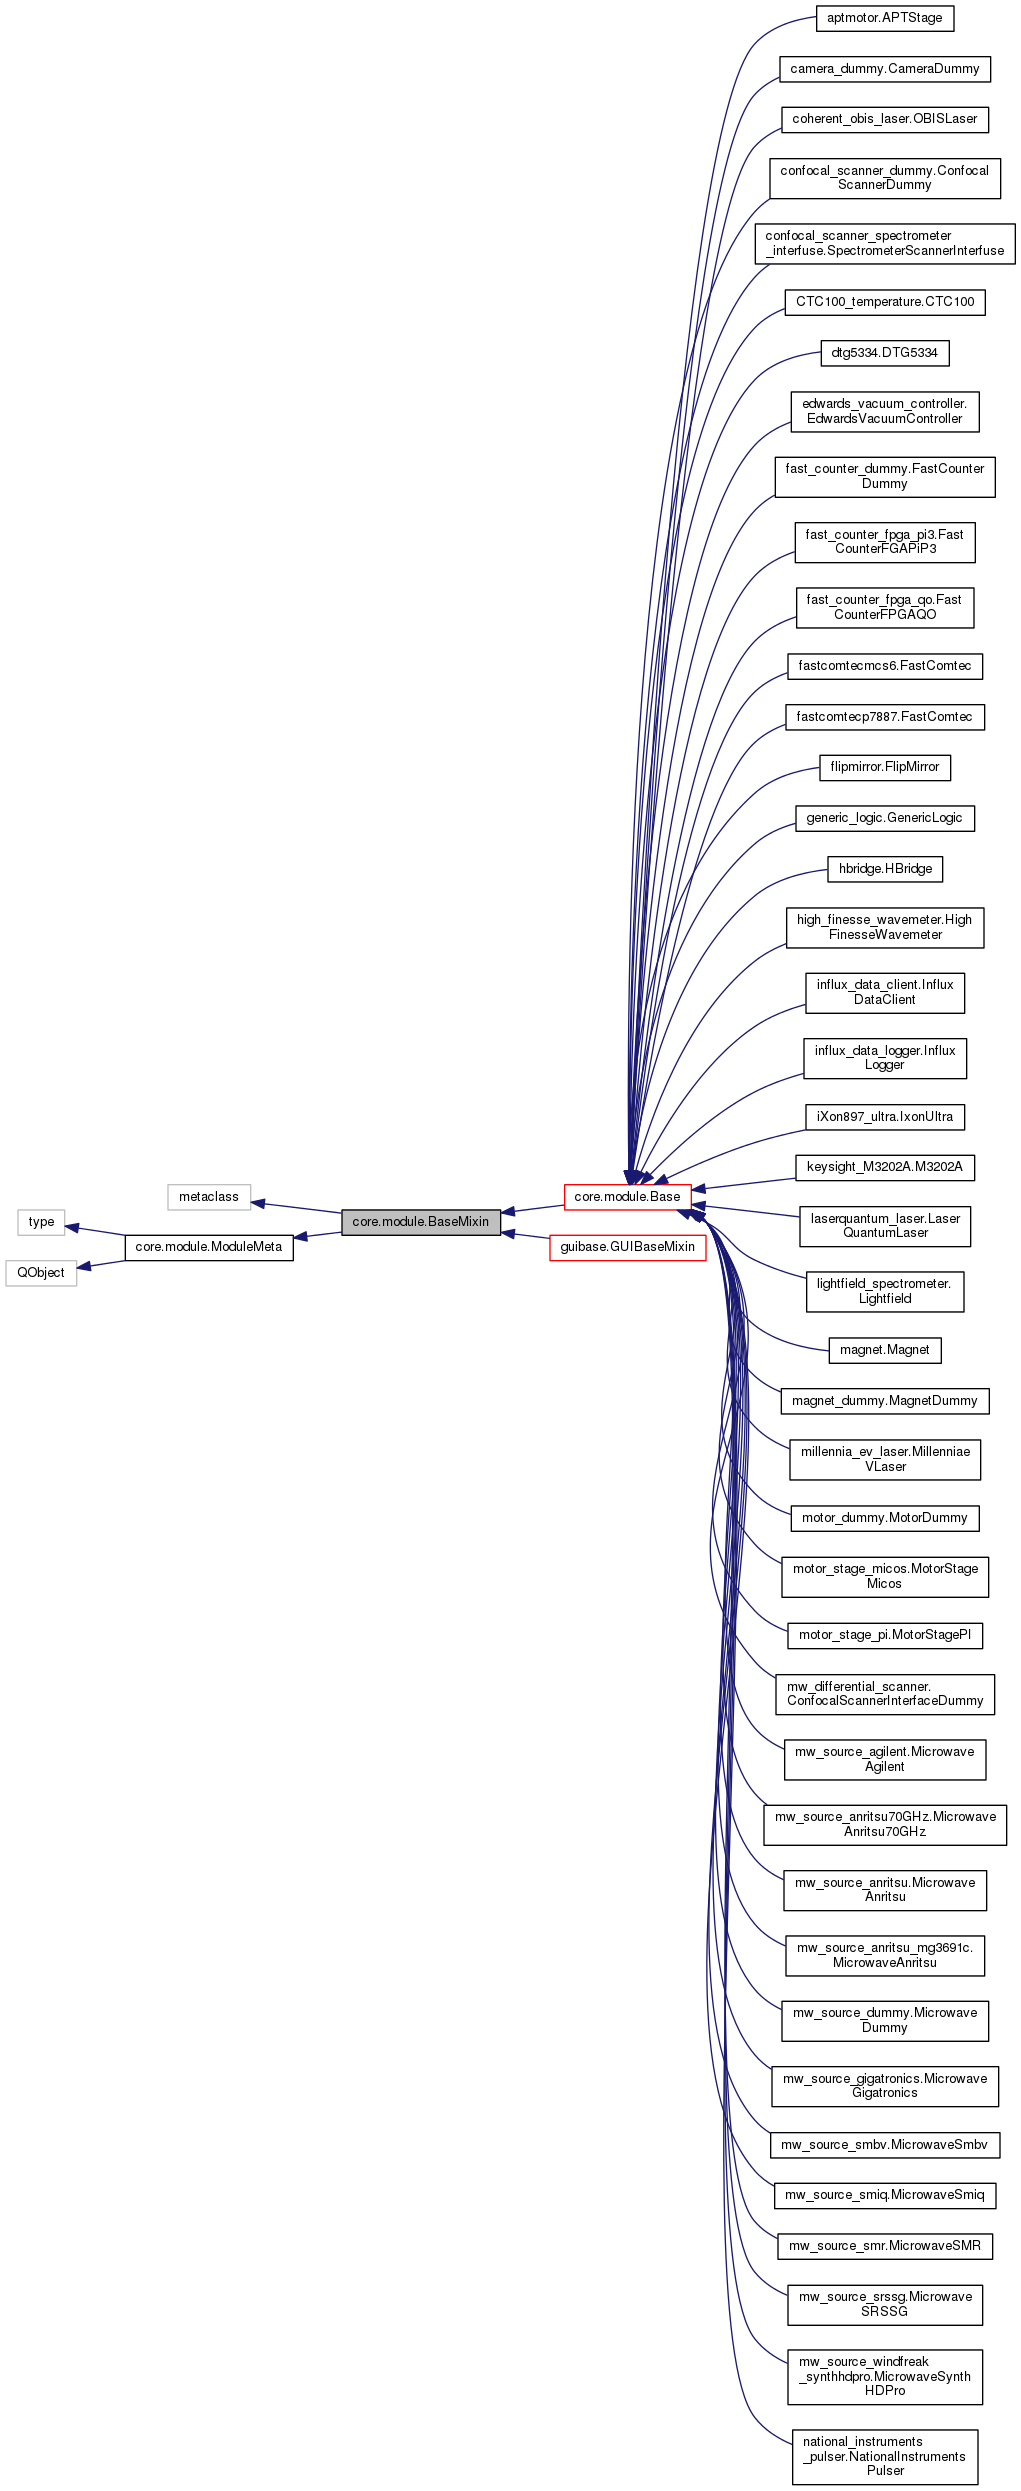 aptmotor.APTStage
camera_dummy.CameraDummy
coherent_obis_laser.OBISLaser
confocal_scanner_dummy.Confocal
ScannerDummy
confocal_scanner_spectrometer
_interfuse.SpectrometerScannerInterfuse
CTC100_temperature.CTC100
dtg5334.DTG5334
edwards_vacuum_controller.
EdwardsVacuumController
fast_counter_dummy.FastCounter
Dummy
fast_counter_fpga_pi3.Fast
CounterFGAPiP3
fast_counter_fpga_qo.Fast
CounterFPGAQO
fastcomtecmcs6.FastComtec
fastcomtecp7887.FastComtec
flipmirror.FlipMirror
generic_logic.GenericLogic
hbridge.HBridge
high_finesse_wavemeter.High
FinesseWavemeter
influx_data_client.Influx
DataClient
influx_data_logger.Influx
Logger
iXon897_ultra.IxonUltra
keysight_M3202A.M3202A
metaclass
core.module.Base
type
core.module.BaseMixin
core.module.ModuleMeta
guibase.GUIBaseMixin
QObject
laserquantum_laser.Laser
QuantumLaser
lightfield_spectrometer.
Lightfield
magnet.Magnet
magnet_dummy.MagnetDummy
millennia_ev_laser.Millenniae
VLaser
motor_dummy.MotorDummy
motor_stage_micos.MotorStage
Micos
motor_stage_pi.MotorStagePI
mw_differential_scanner.
ConfocalScannerInterfaceDummy
mw_source_agilent.Microwave
Agilent
mw_source_anritsu70GHz.Microwave
Anritsu70GHz
mw_source_anritsu.Microwave
Anritsu
mw_source_anritsu_mg3691c.
MicrowaveAnritsu
mw_source_dummy.Microwave
Dummy
mw_source_gigatronics.Microwave
Gigatronics
mw_source_smbv.MicrowaveSmbv
mw_source_smiq.MicrowaveSmiq
mw_source_smr.MicrowaveSMR
mw_source_srssg.Microwave
SRSSG
mw_source_windfreak
_synthhdpro.MicrowaveSynth
HDPro
national_instruments
_pulser.NationalInstruments
Pulser